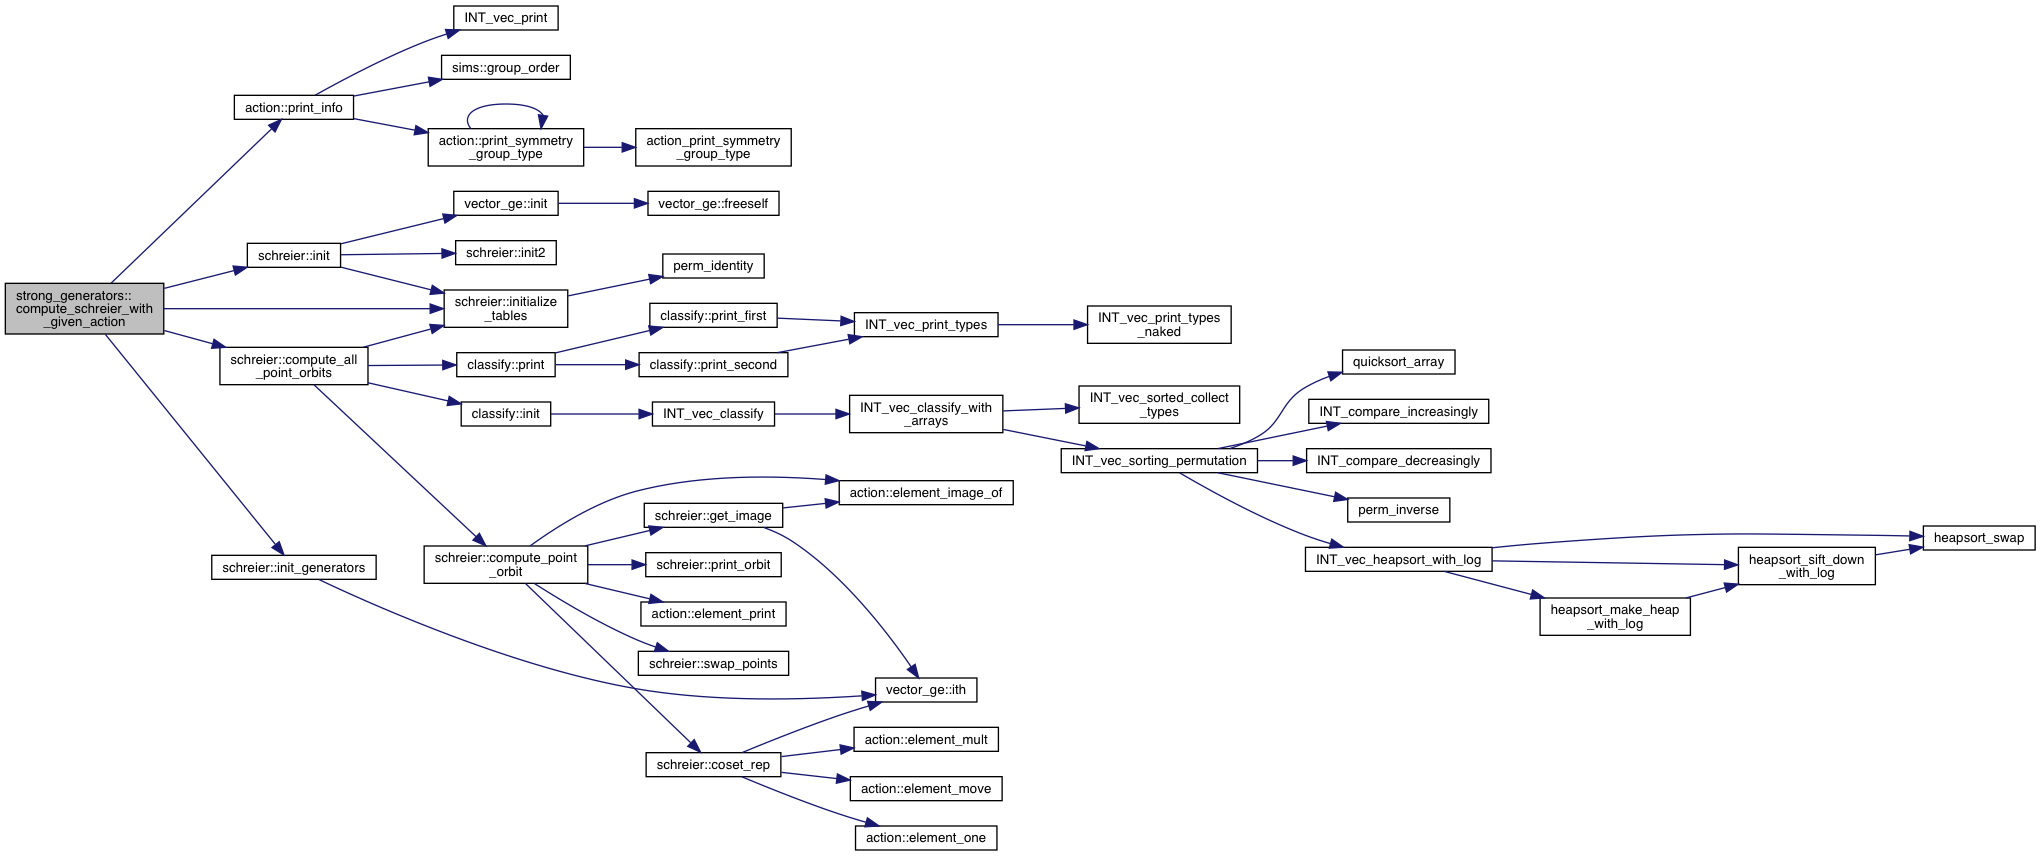 strong_generators::
compute_schreier_with
_given_action
action::print_info
INT_vec_print
sims::group_order
action::print_symmetry
_group_type
action_print_symmetry
_group_type
schreier::init
vector_ge::init
vector_ge::freeself
schreier::init2
schreier::initialize
_tables
perm_identity
schreier::compute_all
_point_orbits
classify::print
classify::print_first
classify::print_second
INT_vec_print_types
INT_vec_print_types
_naked
classify::init
INT_vec_classify
INT_vec_classify_with
_arrays
INT_vec_sorted_collect
_types
INT_vec_sorting_permutation
quicksort_array
INT_compare_increasingly
INT_compare_decreasingly
perm_inverse
INT_vec_heapsort_with_log
heapsort_swap
heapsort_sift_down
_with_log
heapsort_make_heap
_with_log
schreier::compute_point
_orbit
action::element_image_of
schreier::get_image
schreier::print_orbit
action::element_print
schreier::swap_points
schreier::coset_rep
vector_ge::ith
action::element_mult
action::element_move
action::element_one
schreier::init_generators